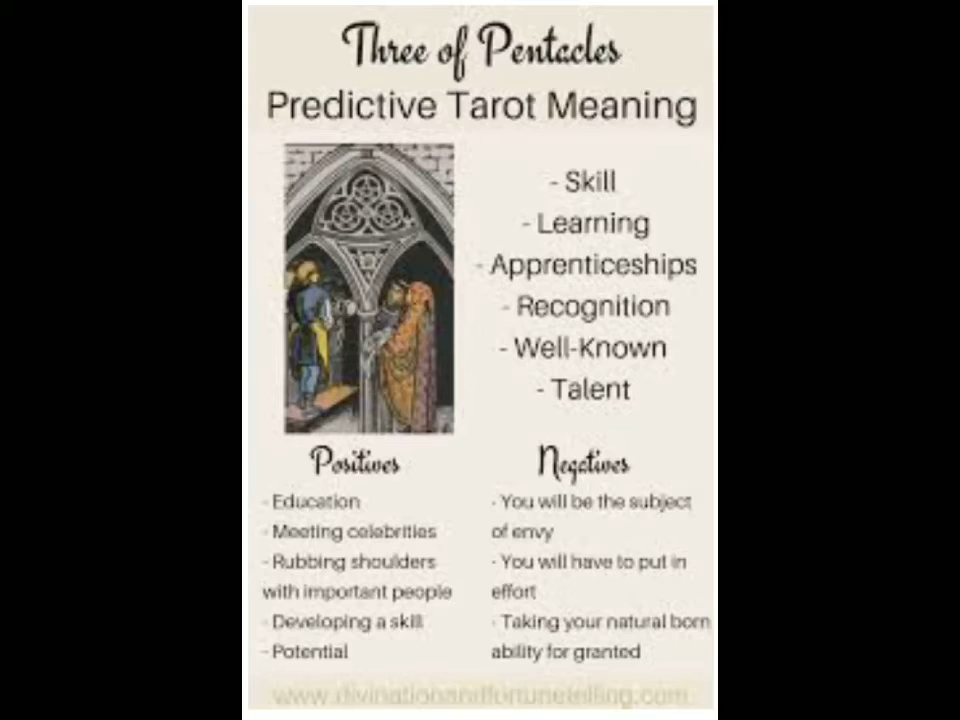 Three of Pentacles
Predictive Tarot Meaning
- Skill
- Learning
- Apprenticeships
- Recognition
- Well-Known
- Talent
Positives
- Education
- Meeting celebrities
- Rubbing shoulders
with important people
- Developing a skill
- Potential
Negatives
- You will be the subject
of envy
- You will have to put in
effort
- Taking your natural born
ability for granted
www.divinationandfortunetelling.com